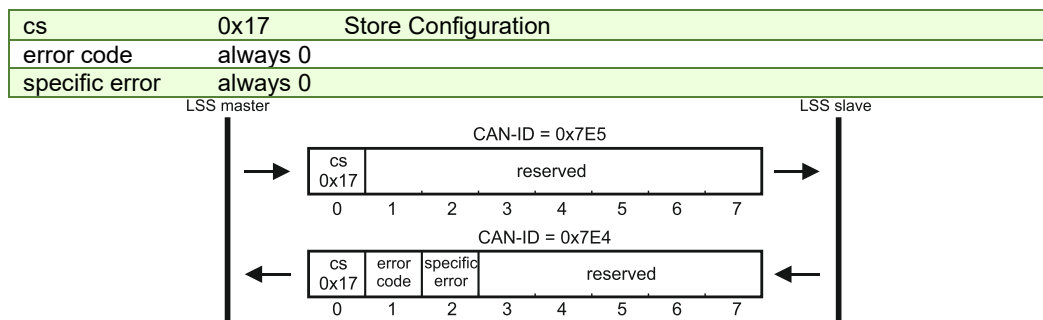 cs 0x17 Store Configuration
error code always 0
specific error always 0
LSS master LSS slave
CAN-ID = 0x7E5
cs
0x17 reserved
0 1 2 3 4 5 6 7
CAN-ID = 0x7E4
cs error specific
0x17 code error reserved
0 1 2 3 4 5 6 7